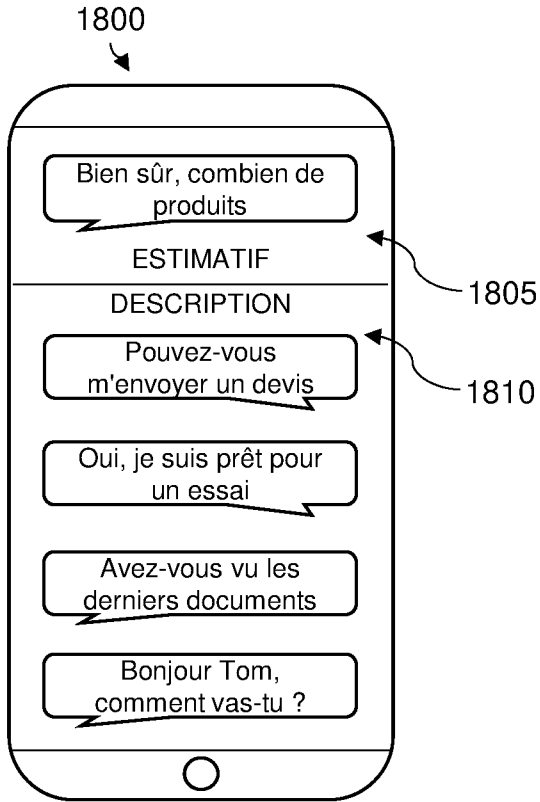 1800
Bien sûr, combien de
produits
ESTIMATIF
1805
DESCRIPTION
Pouvez-vous
m'envoyer un devis
1810
Oui, je suis prêt pour
un essai
Avez-vous vu les
derniers documents
Bonjour Tom,
comment vas-tu ?